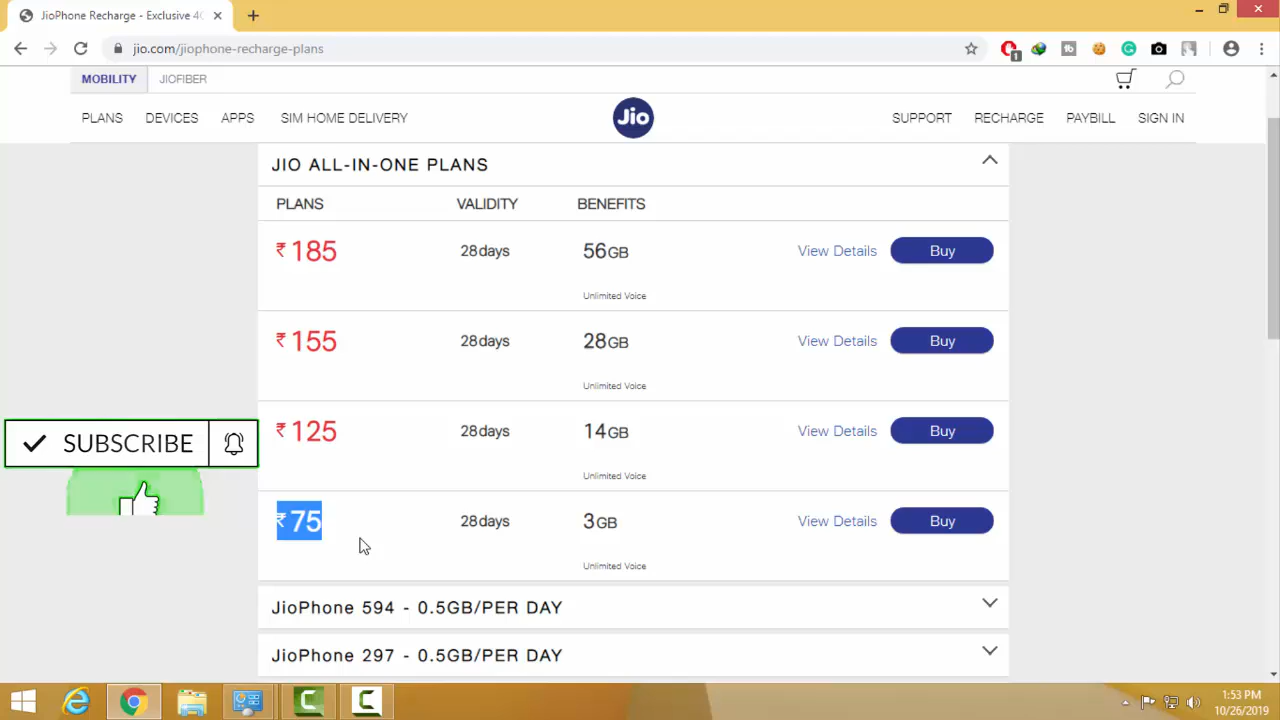 JioPhone Recharge - Exclusive 4G
jio.com/jiophone-recharge-plans
1
MOBILITY JIOFIBER
PLANS DEVICES APPS SIM HOME DELIVERY Jio SUPPORT RECHARGE PAYBILL SIGN IN
JIO ALL-IN-ONE PLANS
PLANS VALIDITY BENEFITS
₹185 28days 56GB View Details Buy
Unlimited Voice
₹155 28days 28GB View Details Buy
Unlimited Voice
₹125 28days 14GB View Details Buy
SUBSCRIBE
Unlimited Voice
₹75 28days 3GB View Details Buy
Unlimited Voice
JioPhone 594 - 0.5GB/PER DAY
JioPhone 297 - 0.5GB/PER DAY
1:53 PM
10/26/2019